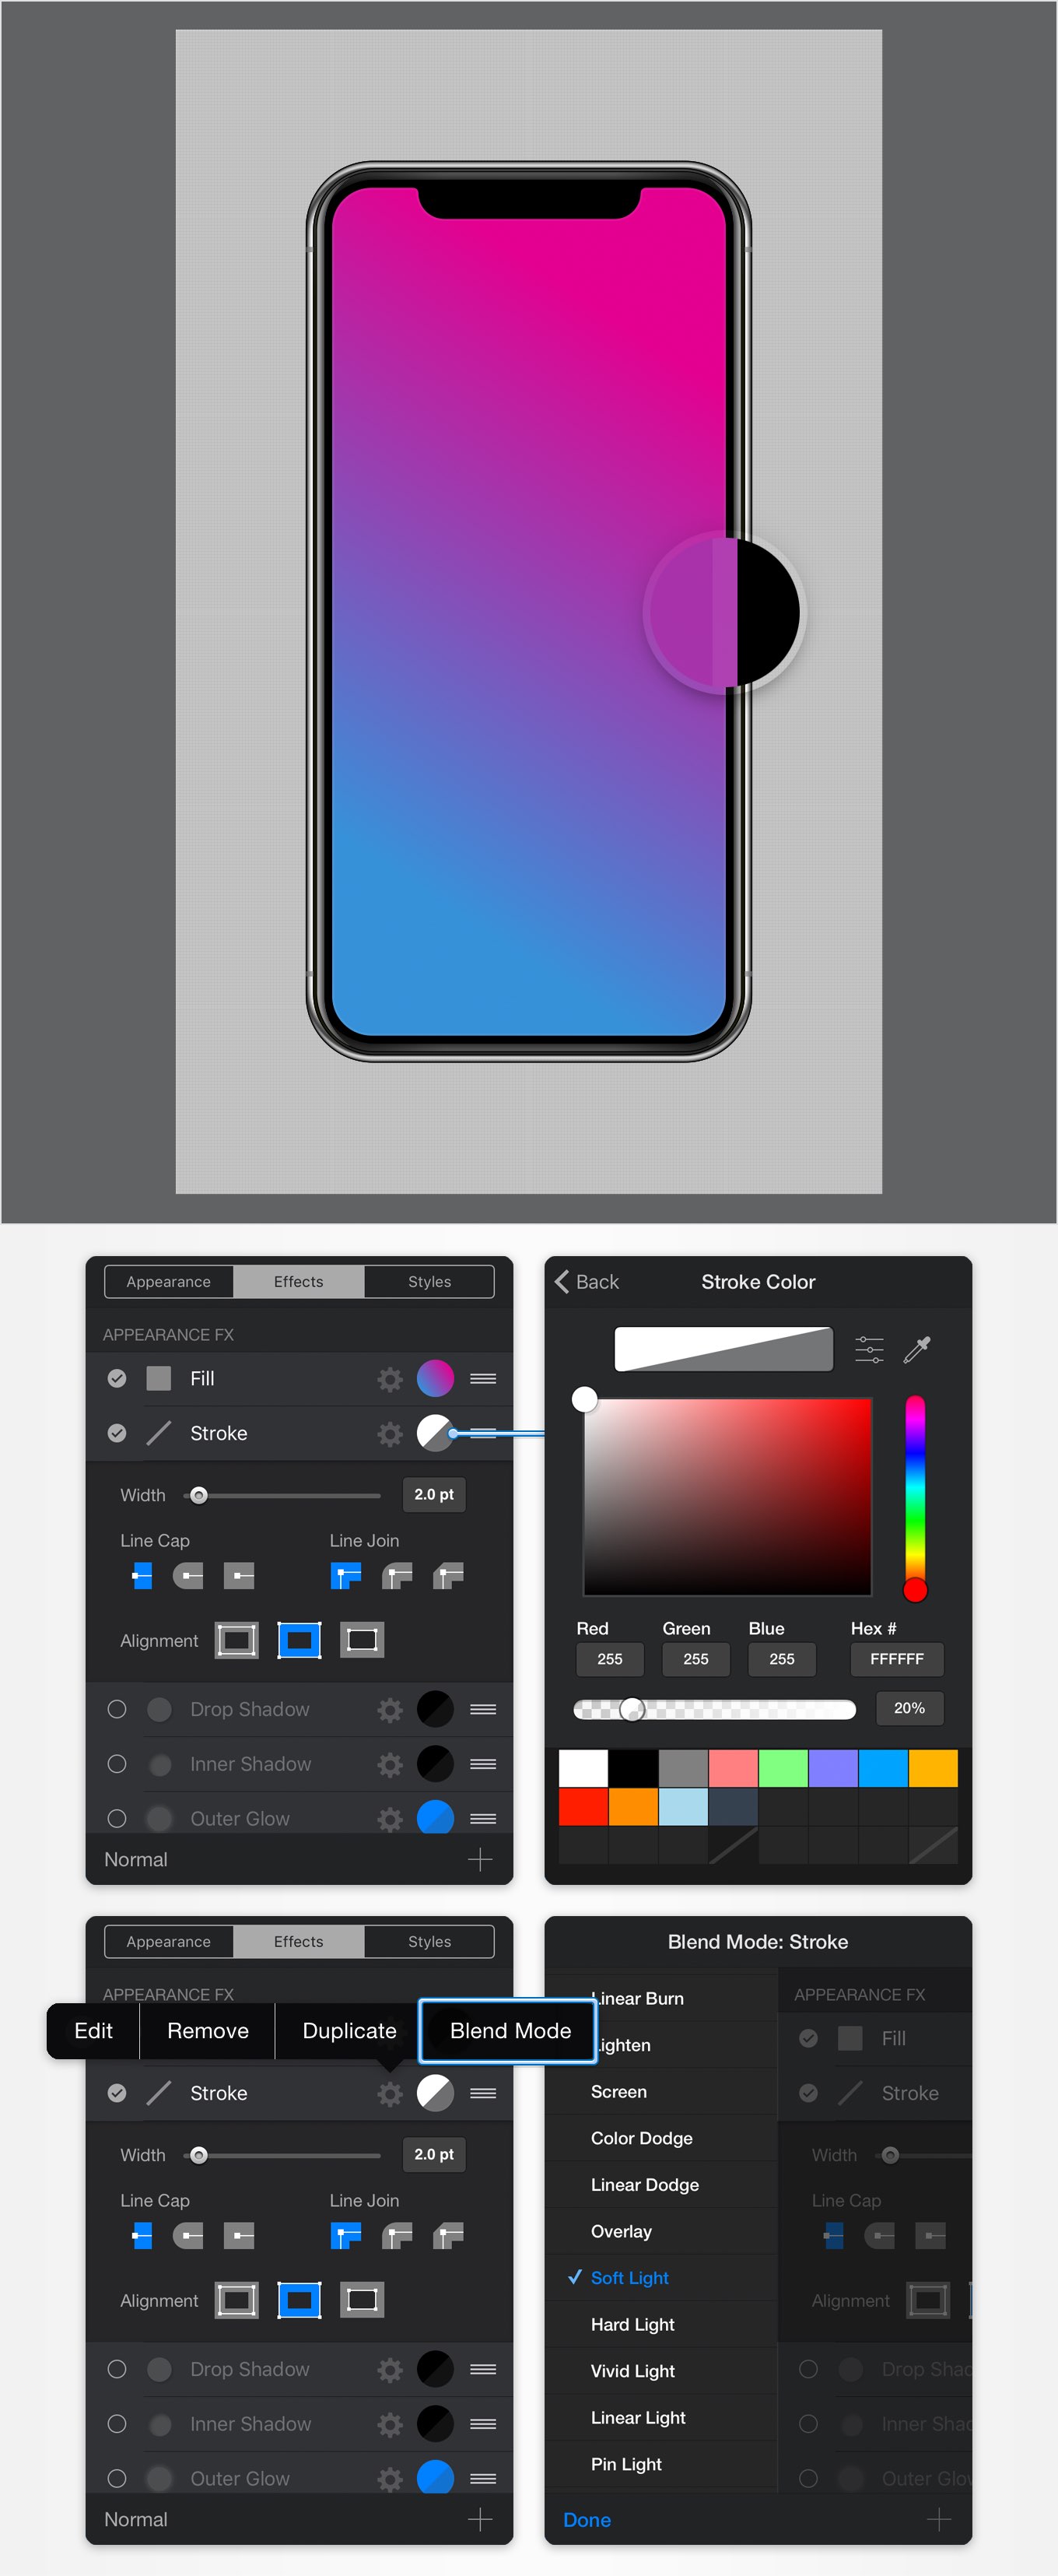 Appearance Effects Styles
APPEARANCE FX
Fill
Stroke
Width 2.0 pt
Line Cap Line Join
Alignment
Drop Shadow
Inner Shadow
Outer Glow
Normal
Back Stroke Color
Red Green Blue Hex #
255 255 255 FFFFFF
20%
Appearance Effects Styles
APPEARANCE FX
Edit Remove Duplicate Blend Mode
Stroke
Width 2.0 pt
Line Cap Line Join
Alignment
Drop Shadow
Inner Shadow
Outer Glow
Normal
Blend Mode: Stroke
Linear Burn
Lighten
Screen
Color Dodge
Linear Dodge
Overlay
Soft Light
Hard Light
Vivid Light
Linear Light
Pin Light
Done
APPEARANCE FX
Fill
Stroke
Width
Line Cap
Alignment
Drop Shad
Inner Shad
Outer Glow